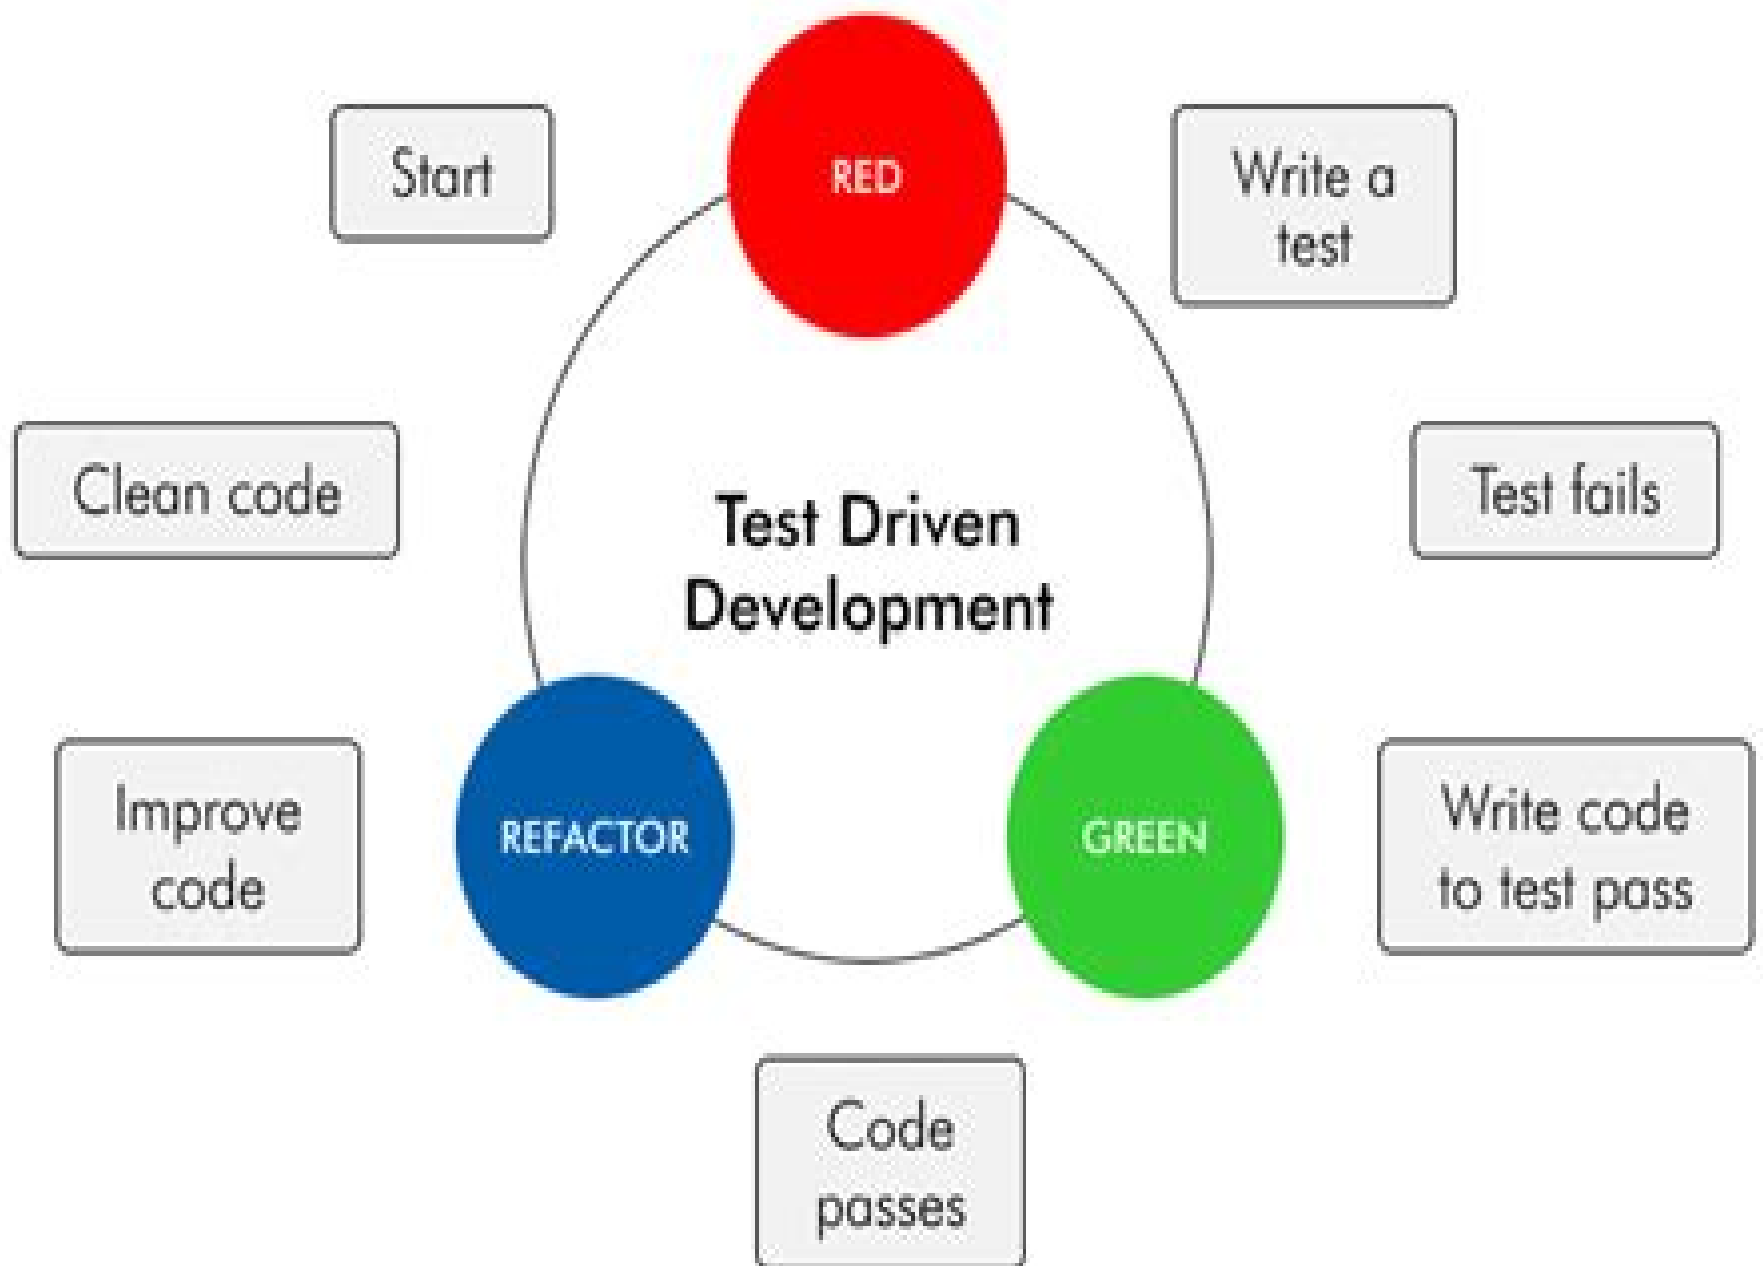 RED
Start
Write a
test
Clean code
Test fails
Test Driven
Development
Improve
code
REFACTOR
GREEN
Write code
to test pass
Code
passes